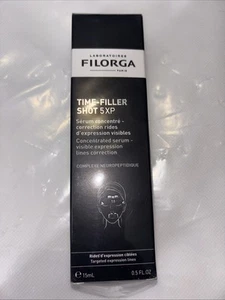 LABORATOIRES
FILORGA
PARIS
TIME-FILLER
SHOT 5XP
Sérum concentré -
correction rides
d'expression visibles
Concentrated serum -
visible expression
lines correction
COMPLEXE NEUROPEPTIDIQUE
Rides d'expression ciblées
Targeted expression lines
℮ 15mL
0.5 FL.OZ